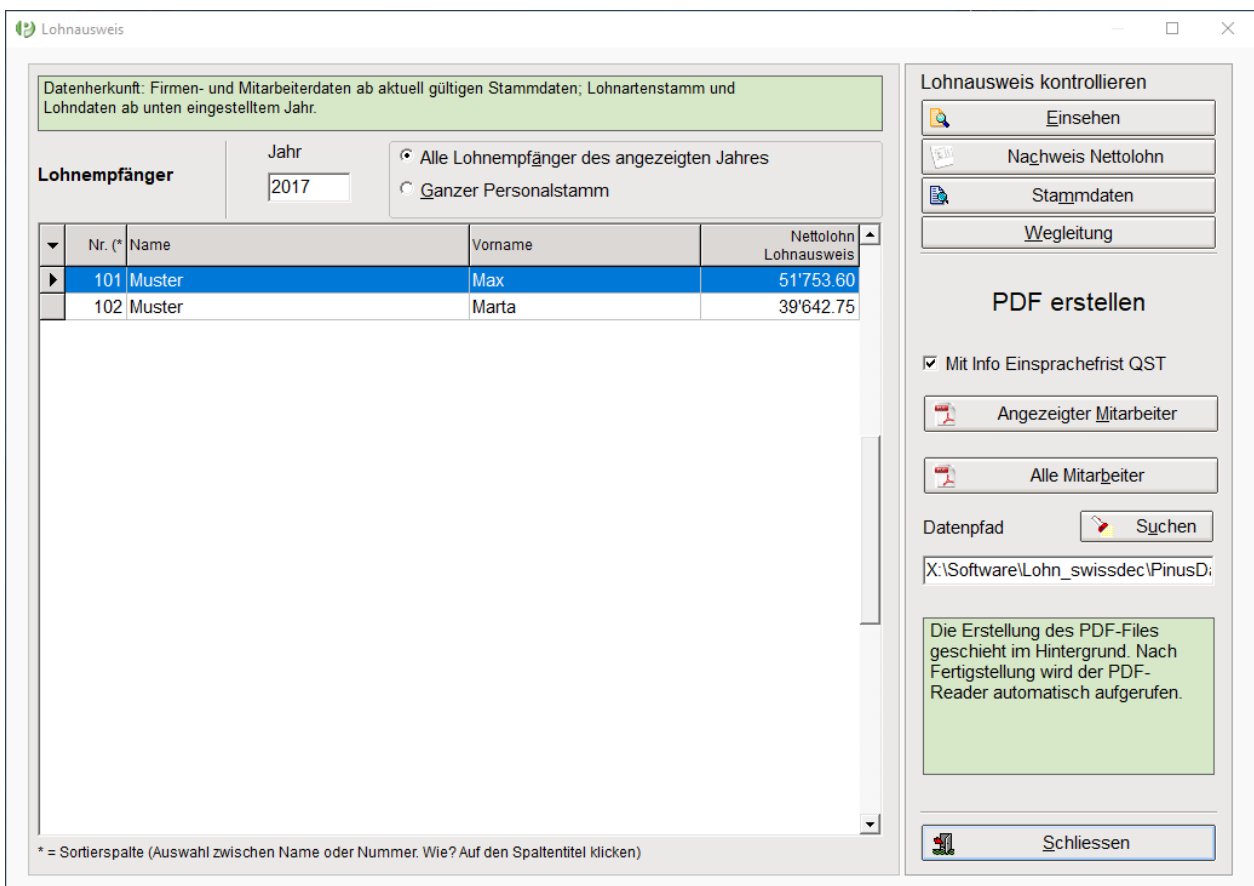 Lohnausweis
Datenherkunft: Firmen- und Mitarbeiterdaten ab aktuell gültigen Stammdaten; Lohnartenstamm und
Lohndaten ab unten eingestelltem Jahr.
Lohnempfänger
Jahr
2017
Alle Lohnempfänger des angezeigten Jahres
Ganzer Personalstamm
Nr. (* Name Vorname Nettolohn
Lohnausweis
101 Muster Max 51'753.60
102 Muster Marta 39'642.75
* = Sortierspalte (Auswahl zwischen Name oder Nummer. Wie? Auf den Spaltentitel klicken)
Lohnausweis kontrollieren
Einsehen
Nachweis Nettolohn
Stammdaten
Wegleitung
PDF erstellen
Mit Info Einsprachefrist QST
Angezeigter Mitarbeiter
Alle Mitarbeiter
Datenpfad Suchen
X:\Software\Lohn_swissdec\PinusDa
Die Erstellung des PDF-Files
geschieht im Hintergrund. Nach
Fertigstellung wird der PDF-
Reader automatisch aufgerufen.
Schliessen